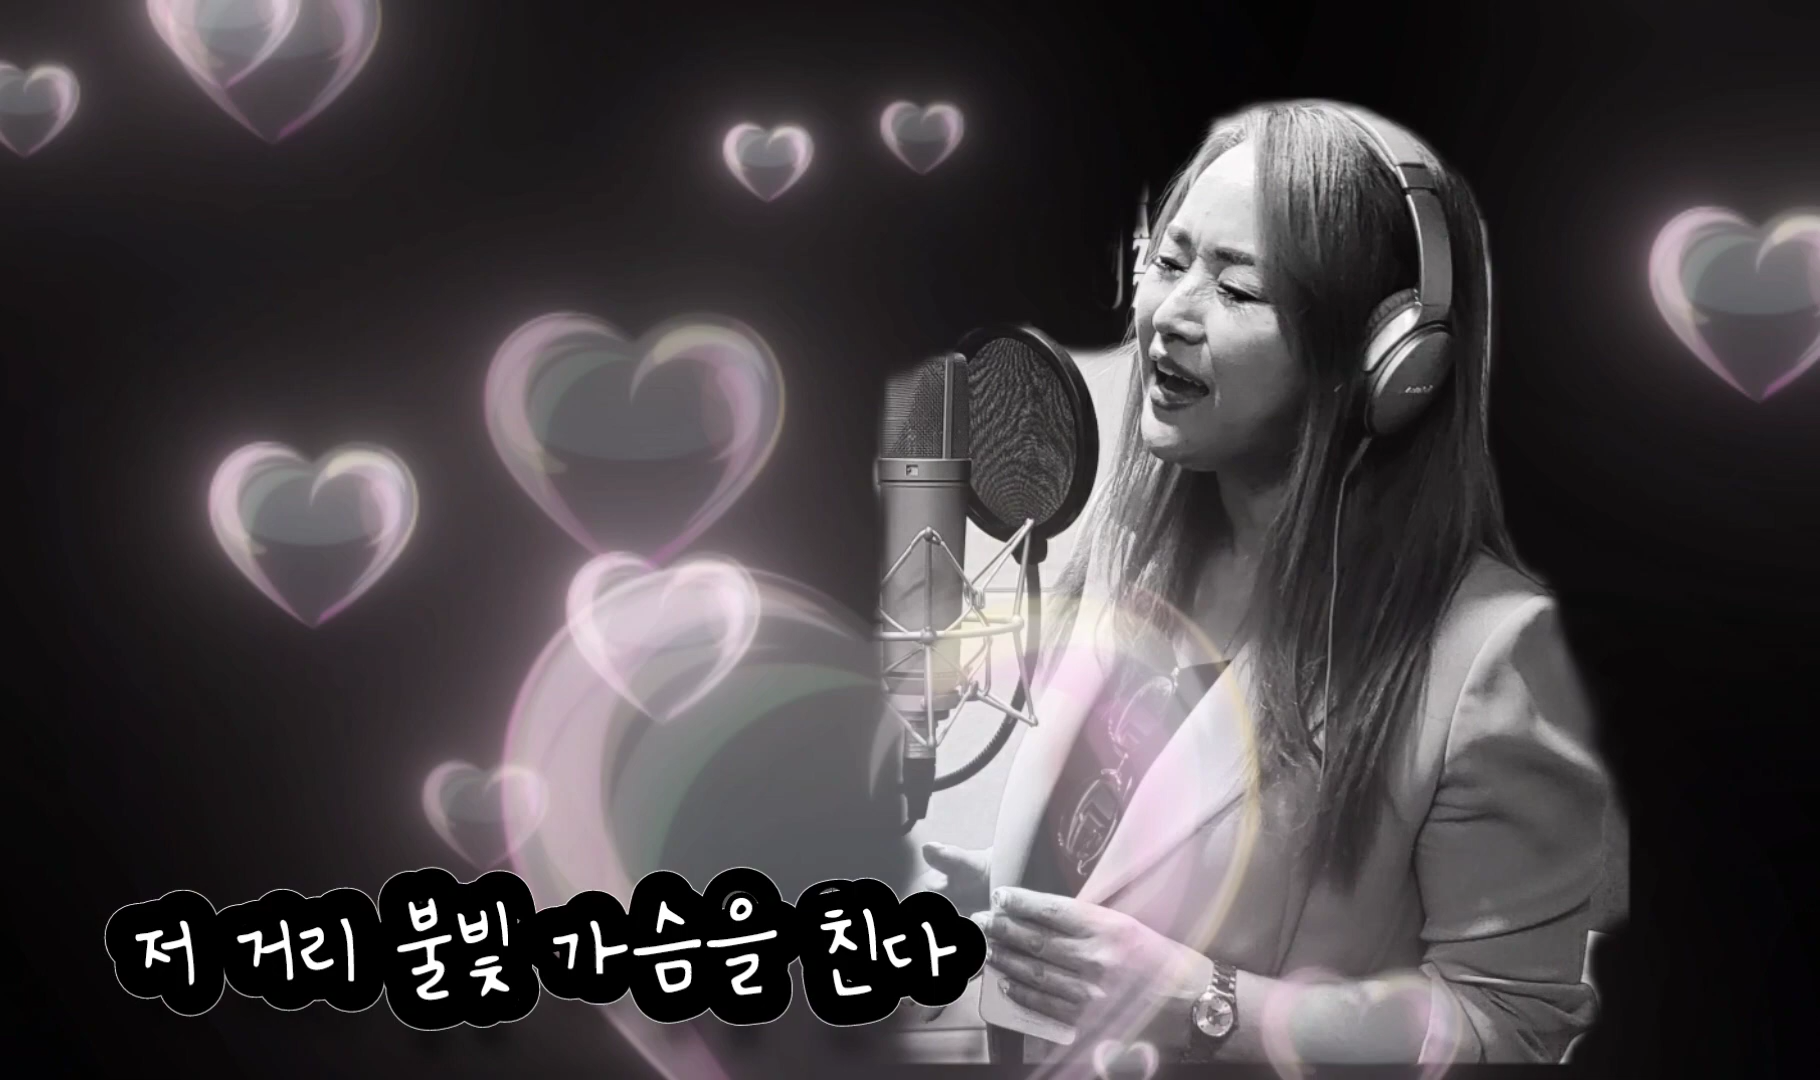 저 거리 불빛 가슴을 친다